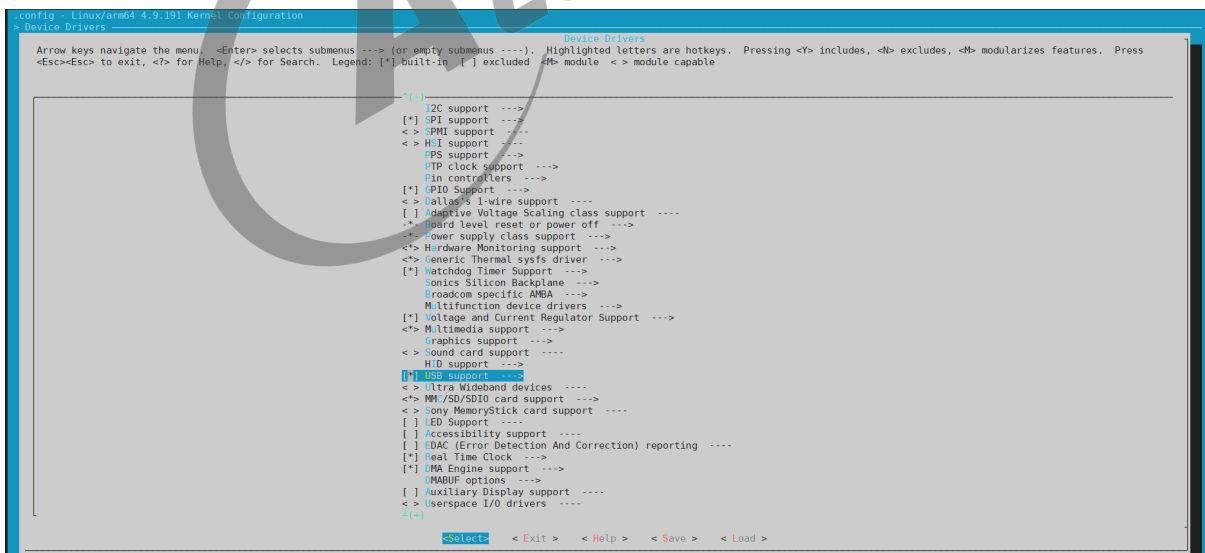 .config - Linux/arm64 4.9.191 Kernel Configuration
> Device Drivers
Device Drivers
Arrow keys navigate the menu. <Enter> selects submenus ---> (or empty submenus ----). Highlighted letters are hotkeys. Pressing <Y> includes, <N> excludes, <M> modularizes features. Press
<Esc><Esc> to exit, <?> for Help, </> for Search. Legend: [*] built-in [ ] excluded <M> module < > module capable
^(-)
I2C support --->
[*] SPI support --->
< > SPMI support ----
< > HSI support ----
PPS support --->
PTP clock support --->
Pin controllers --->
[*] GPIO Support --->
< > Dallas's 1-wire support ----
[ ] Adaptive Voltage Scaling class support ----
-*- Board level reset or power off --->
-*- Power supply class support --->
<*> Hardware Monitoring support --->
<*> Generic Thermal sysfs driver --->
[*] Watchdog Timer Support --->
Sonics Silicon Backplane --->
Broadcom specific AMBA --->
Multifunction device drivers --->
[*] Voltage and Current Regulator Support --->
<*> Multimedia support --->
Graphics support --->
< > Sound card support ----
HID support --->
[*] USB support --->
< > Ultra Wideband devices ----
<*> MMC/SD/SDIO card support --->
< > Sony MemoryStick card support ----
[ ] LED Support ----
[ ] Accessibility support ----
[ ] EDAC (Error Detection And Correction) reporting ----
[*] Real Time Clock --->
[*] DMA Engine support --->
DMABUF options --->
[ ] Auxiliary Display support ----
< > Userspace I/O drivers ----
┴(+)
<Select> < Exit > < Help > < Save > < Load >